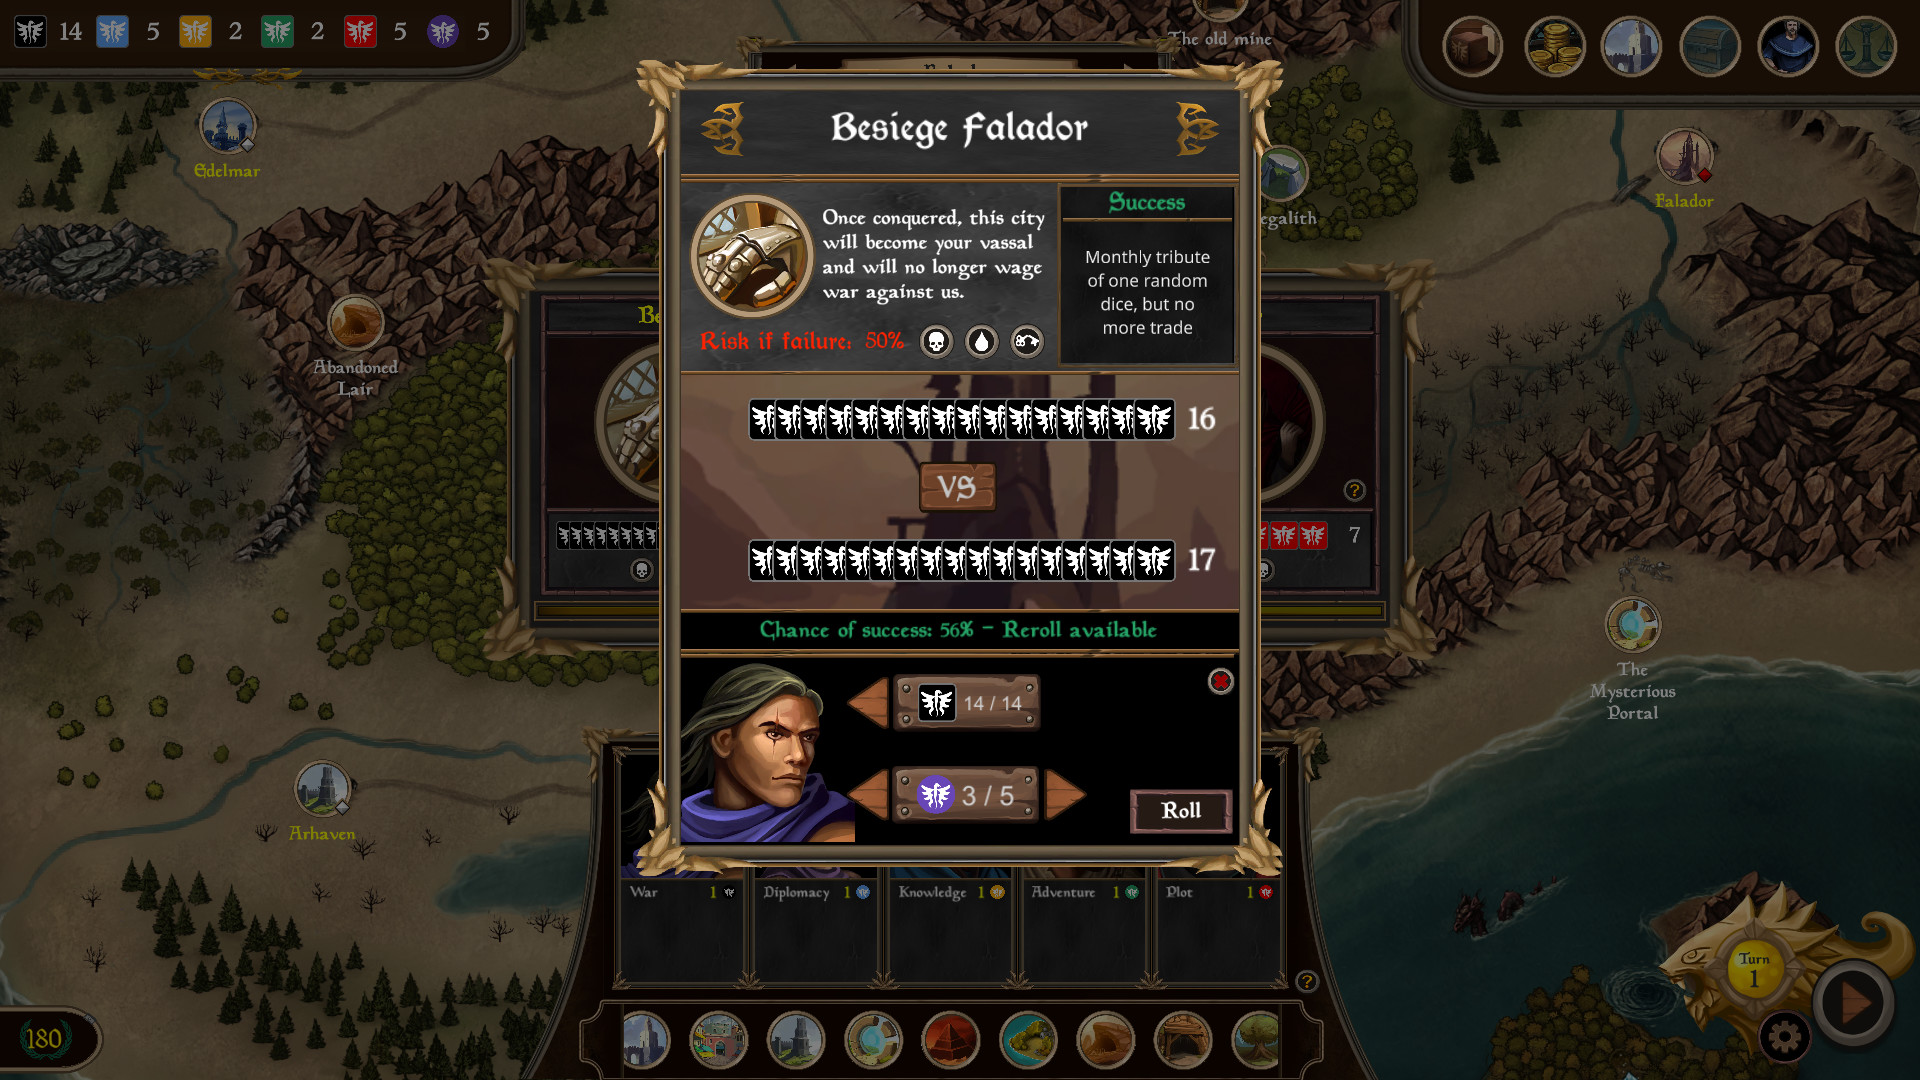 14 5 2 2 5 5
The old mine
Edelmar
Besiege Falador
Falador
Once conquered, this city
will become your vassal
and will no longer wage
war against us.
Success
Monthly tribute
of one random
dice, but no
more trade
Risk if failure: 50%
Abandoned
Lair
16
VS
7
17
Chance of success: 56% - Reroll available
The
Mysterious
Portal
14 / 14
3 / 5
Roll
Arhaven
War 1
Diplomacy 1
Knowledge 1
Adventure 1
Plot 1
?
?
Turn
1
180